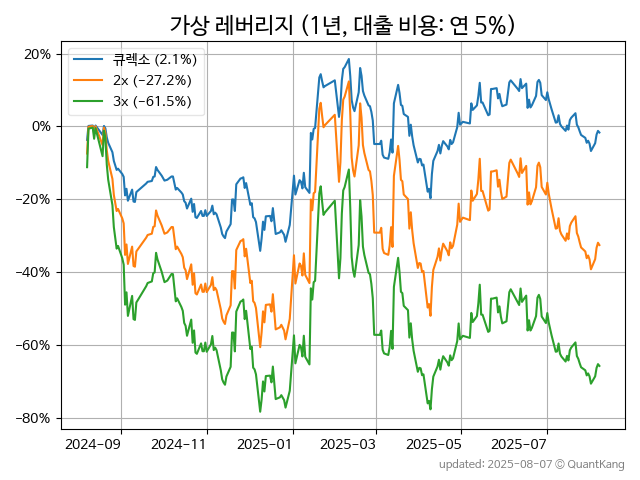 가상 레버리지 (1년, 대출 비용: 연 5%)
큐렉소 (2.1%)
2x (−27.2%)
3x (−61.5%)
20%
0%
−20%
−40%
−60%
−80%
2024-09 2024-11 2025-01 2025-03 2025-05 2025-07
updated: 2025-08-07 © QuantKang